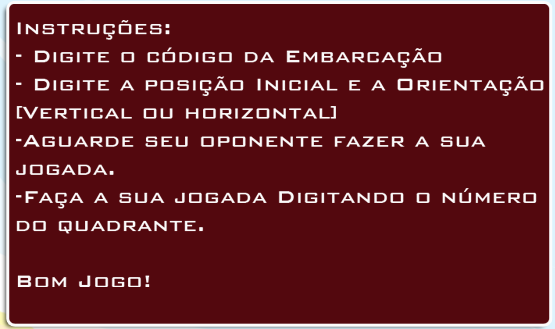 Instruções:
- Digite o código da Embarcação
- Digite a posição Inicial e a Orientação
[Vertical ou horizontal]
-Aguarde seu oponente fazer a sua
jogada.
-Faça a sua jogada Digitando o número
do quadrante.
Bom Jogo!